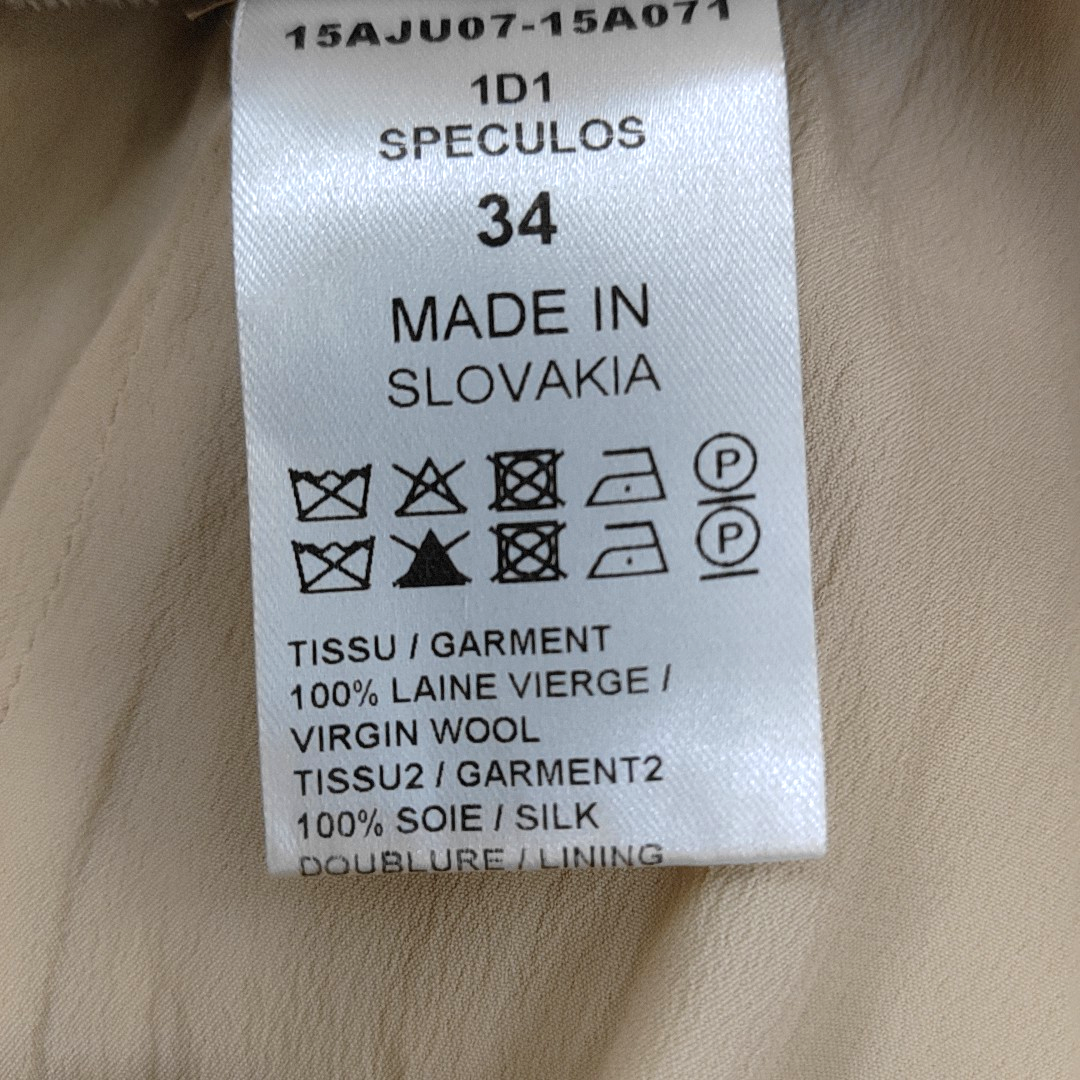 15AJU07-15A071
1D1
SPECULOS
34
MADE IN
SLOVAKIA
P
P
TISSU / GARMENT
100% LAINE VIERGE /
VIRGIN WOOL
TISSU2 / GARMENT2
100% SOIE / SILK
DOUBLURE / LINING